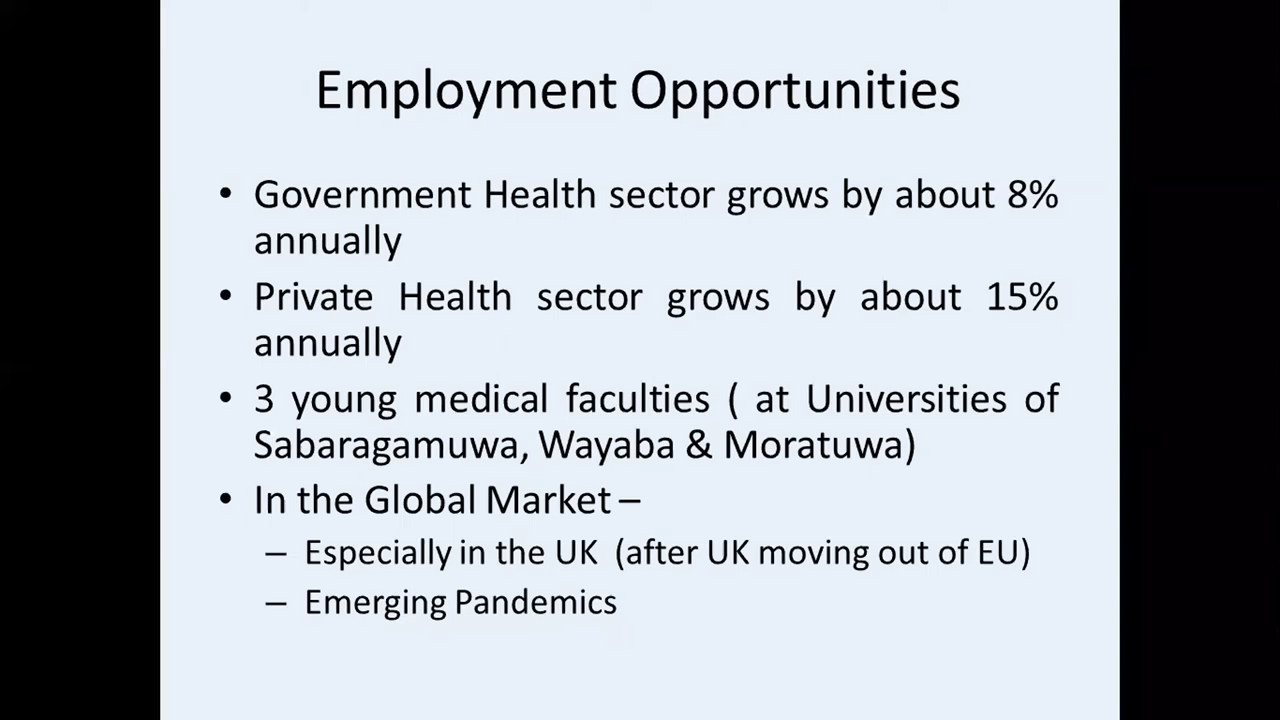 Employment Opportunities
• Government Health sector grows by about 8%
annually
• Private Health sector grows by about 15%
annually
• 3 young medical faculties ( at Universities of
Sabaragamuwa, Wayaba & Moratuwa)
• In the Global Market –
– Especially in the UK (after UK moving out of EU)
– Emerging Pandemics